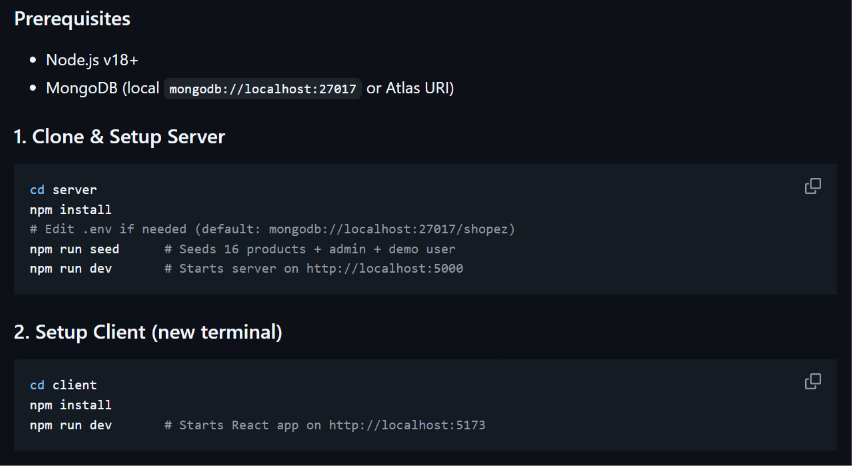 Prerequisites
• Node.js v18+
• MongoDB (local mongodb://localhost:27017 or Atlas URI)
1. Clone & Setup Server
cd server
npm install
# Edit .env if needed (default: mongodb://localhost:27017/shopez)
npm run seed      # Seeds 16 products + admin + demo user
npm run dev       # Starts server on http://localhost:5000
2. Setup Client (new terminal)
cd client
npm install
npm run dev       # Starts React app on http://localhost:5173